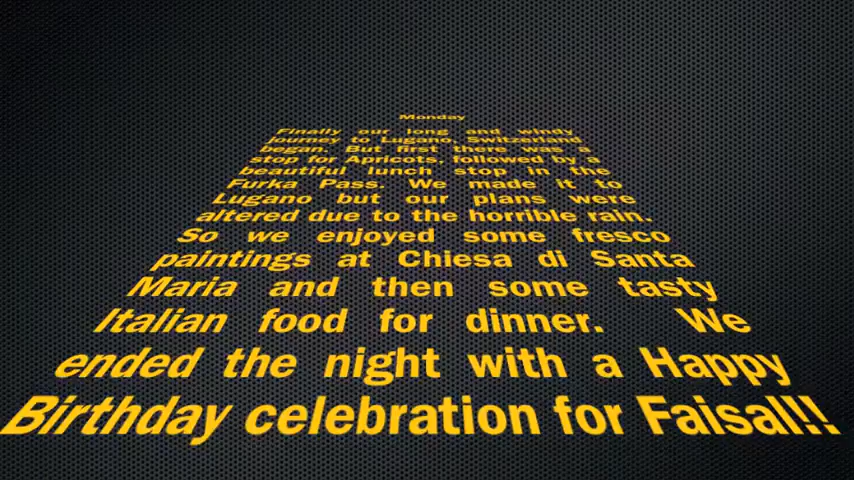 Monday
Finally our long and windy
journey to Lugano, Switzerland
began. But first there was a
stop for Apricots, followed by a
beautiful lunch stop in the
Furka Pass. We made it to
Lugano but our plans were
altered due to the horrible rain.
So we enjoyed some fresco
paintings at Chiesa di Santa
Maria and then some tasty
Italian food for dinner. We
ended the night with a Happy
Birthday celebration for Faisal!!